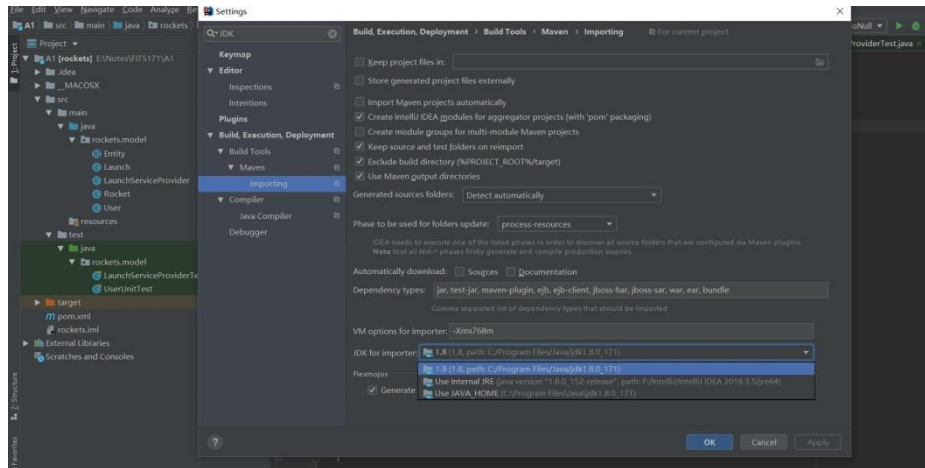 File Edit View Navigate Code Analyze Re
Settings
A1 src main java rockets
Project
A1 [rockets] E:\Notes\FIT5171\A1
.idea
__MACOSX
src
main
java
rockets.model
Entity
Launch
LaunchServiceProvider
Rocket
User
resources
test
java
rockets.model
LaunchServiceProviderTe
UserUnitTest
target
pom.xml
rockets.iml
External Libraries
Scratches and Consoles
1: Project
7: Structure
Favorites
JDK
Keymap
Editor
Inspections
Intentions
Plugins
Build, Execution, Deployment
Build Tools
Maven
Importing
Compiler
Java Compiler
Debugger
Build, Execution, Deployment › Build Tools › Maven › Importing For current project
Keep project files in:
Store generated project files externally
Import Maven projects automatically
Create IntelliJ IDEA modules for aggregator projects (with 'pom' packaging)
Create module groups for multi-module Maven projects
Keep source and test folders on reimport
Exclude build directory (%PROJECT_ROOT%/target)
Use Maven output directories
Generated sources folders: Detect automatically
Phase to be used for folders update: process-resources
IDEA needs to execute one of the listed phases in order to discover all source folders that are configured via Maven plugins.
Note that all test-* phases firstly generate and compile production sources.
Automatically download: Sources Documentation
Dependency types: jar, test-jar, maven-plugin, ejb, ejb-client, jboss-har, jboss-sar, war, ear, bundle
Comma separated list of dependency types that should be imported
VM options for importer: -Xmx768m
JDK for importer: 1.8 (1.8, path: C:/Program Files/Java/jdk1.8.0_171)
1.8 (1.8, path: C:/Program Files/Java/jdk1.8.0_171)
Use Internal JRE (java version "1.8.0_152-release", path: F:/IntelliJ/IntelliJ IDEA 2018.3.5/jre64)
Use JAVA_HOME (C:\Program Files\Java\jdk1.8.0_171)
Flexmojos
Generate
?
OK Cancel Apply
oNull
roviderTest.java